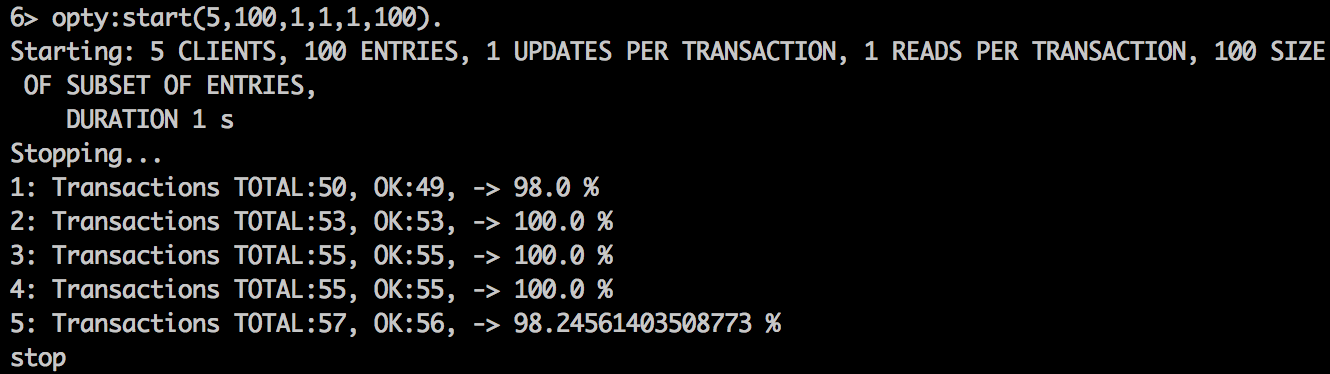 6> opty:start(5,100,1,1,1,100).
Starting: 5 CLIENTS, 100 ENTRIES, 1 UPDATES PER TRANSACTION, 1 READS PER TRANSACTION, 100 SIZE
 OF SUBSET OF ENTRIES,
    DURATION 1 s
Stopping...
1: Transactions TOTAL:50, OK:49, -> 98.0 %
2: Transactions TOTAL:53, OK:53, -> 100.0 %
3: Transactions TOTAL:55, OK:55, -> 100.0 %
4: Transactions TOTAL:55, OK:55, -> 100.0 %
5: Transactions TOTAL:57, OK:56, -> 98.24561403508773 %
stop